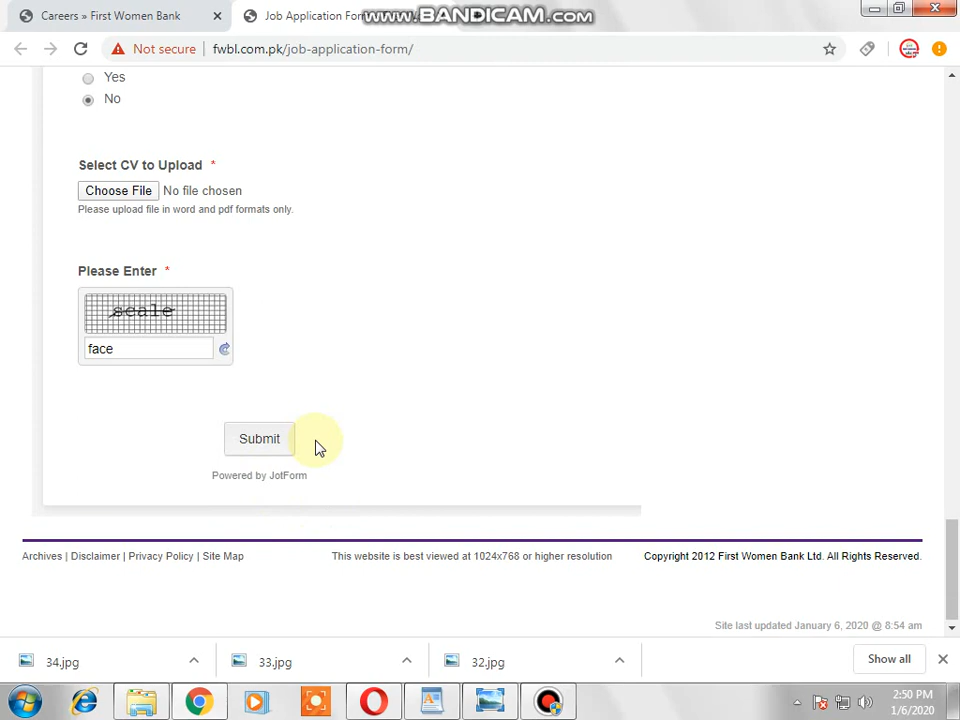 Careers » First Women Bank
Job Application Form
www.BANDICAM.com
Not secure
fwbl.com.pk/job-application-form/
Yes
No
Select CV to Upload *
Choose File No file chosen
Please upload file in word and pdf formats only.
Please Enter *
scale
face
Submit
Powered by JotForm
Archives | Disclaimer | Privacy Policy | Site Map
This website is best viewed at 1024x768 or higher resolution
Copyright 2012 First Women Bank Ltd. All Rights Reserved.
Site last updated January 6, 2020 @ 8:54 am
34.jpg
33.jpg
32.jpg
Show all
2:50 PM
1/6/2020